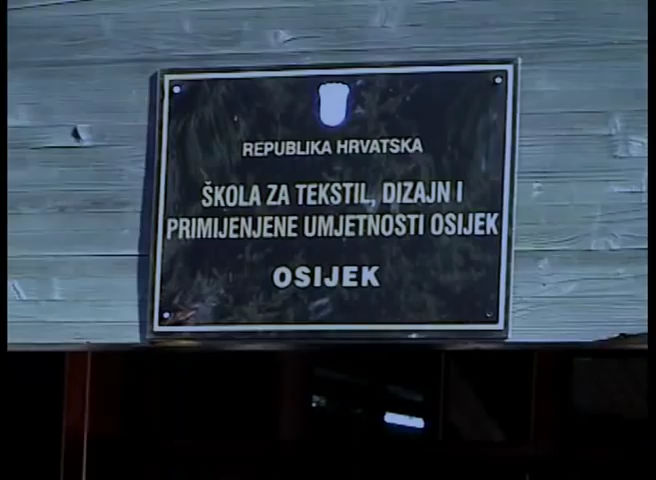 REPUBLIKA HRVATSKA
ŠKOLA ZA TEKSTIL, DIZAJN I
PRIMIJENJENE UMJETNOSTI OSIJEK
OSIJEK